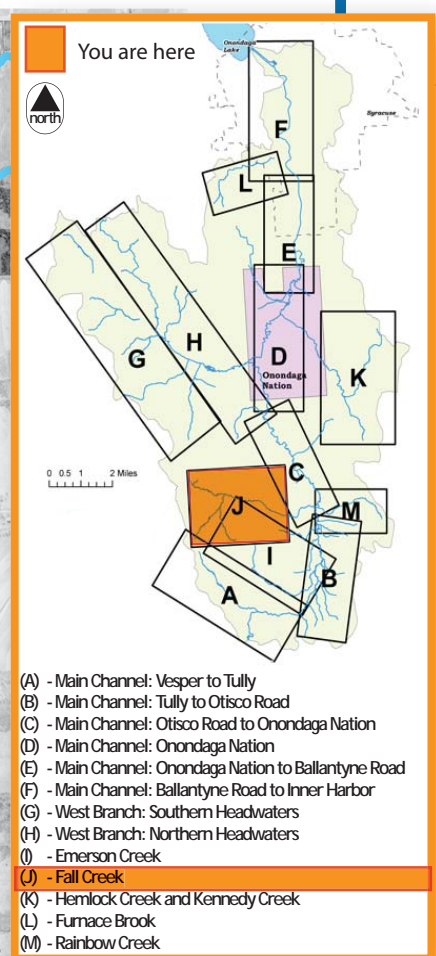 You are here
north
Onondaga
Lake
Syracuse
F
L
E
H
G
D
Onondaga
Nation
K
0 0.5 1 2 Miles
C
J
M
I
B
A
(A) - Main Channel: Vesper to Tully
(B) - Main Channel: Tully to Otisco Road
(C) - Main Channel: Otisco Road to Onondaga Nation
(D) - Main Channel: Onondaga Nation
(E) - Main Channel: Onondaga Nation to Ballantyne Road
(F) - Main Channel: Ballantyne Road to Inner Harbor
(G) - West Branch: Southern Headwaters
(H) - West Branch: Northern Headwaters
(I) - Emerson Creek
(J) - Fall Creek
(K) - Hemlock Creek and Kennedy Creek
(L) - Furnace Brook
(M) - Rainbow Creek